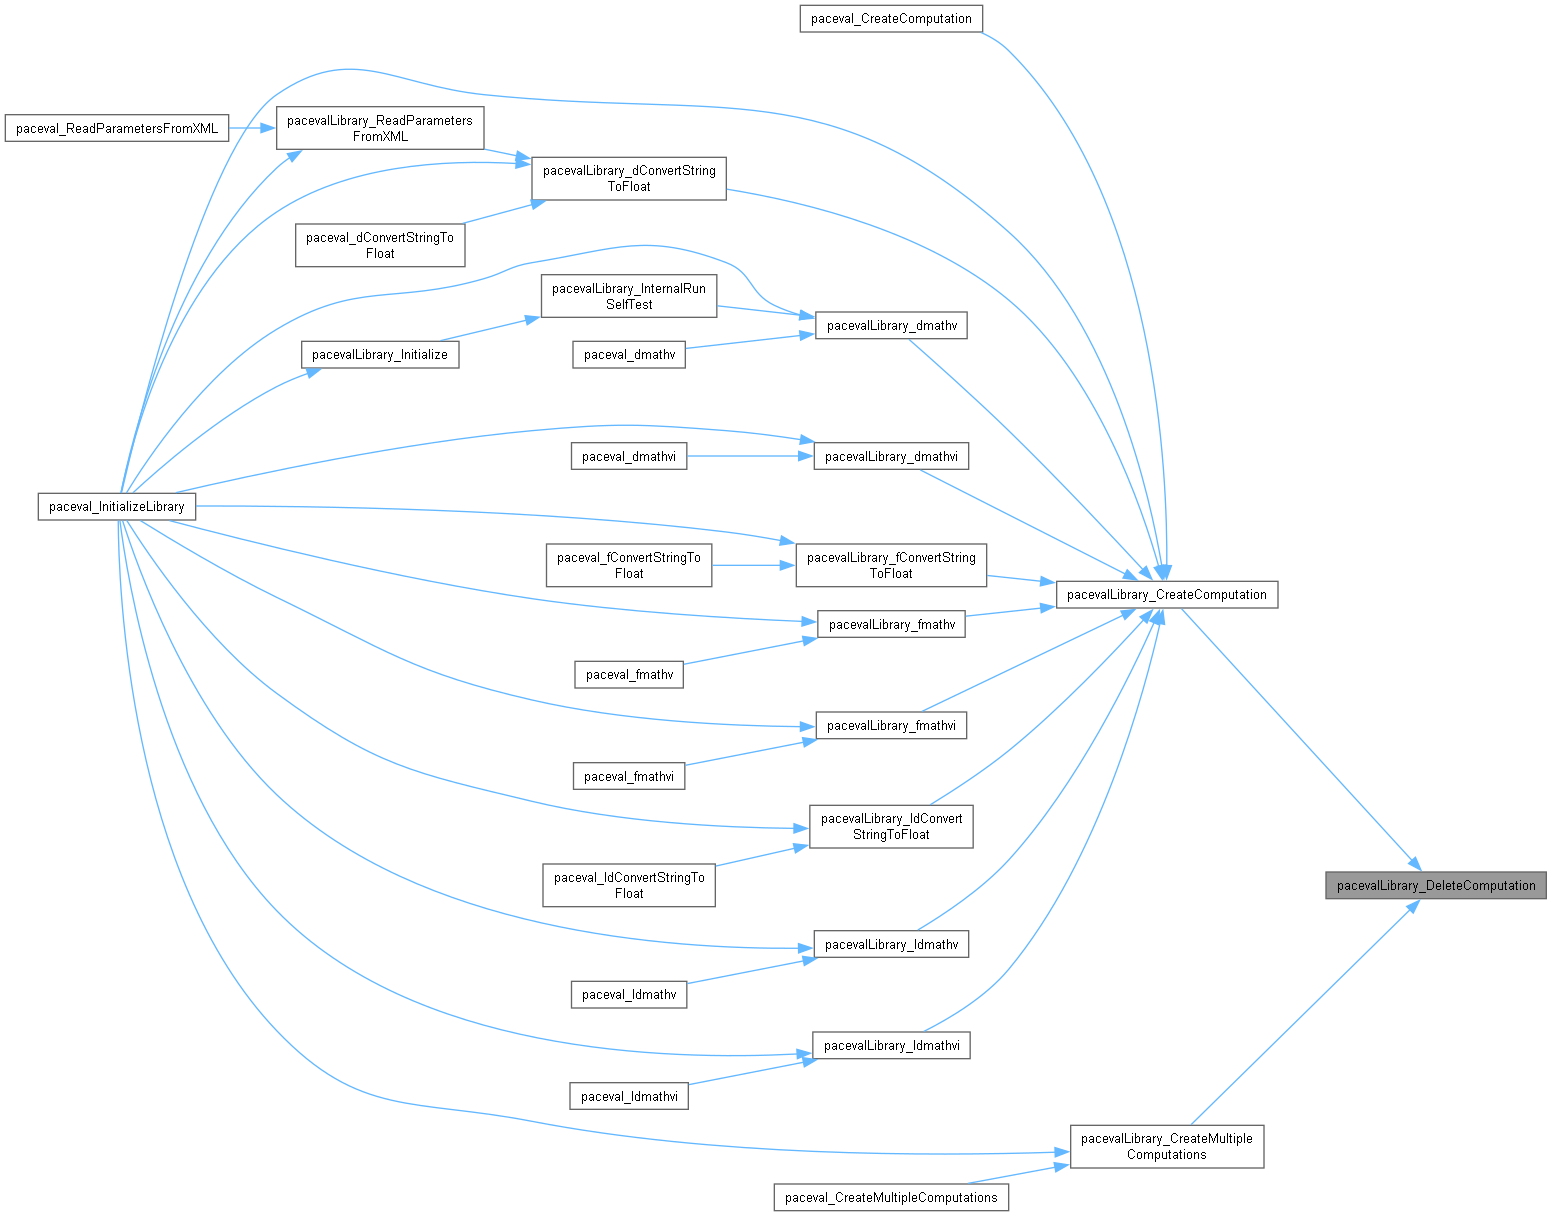 paceval_CreateComputation
paceval_ReadParametersFromXML
pacevalLibrary_ReadParameters
FromXML
pacevalLibrary_dConvertString
ToFloat
paceval_dConvertStringTo
Float
pacevalLibrary_InternalRun
SelfTest
pacevalLibrary_dmathv
pacevalLibrary_Initialize
paceval_dmathv
paceval_dmathvi
pacevalLibrary_dmathvi
paceval_InitializeLibrary
paceval_fConvertStringTo
Float
pacevalLibrary_fConvertString
ToFloat
pacevalLibrary_CreateComputation
pacevalLibrary_fmathv
paceval_fmathv
pacevalLibrary_fmathvi
paceval_fmathvi
pacevalLibrary_ldConvert
StringToFloat
paceval_ldConvertStringTo
Float
pacevalLibrary_DeleteComputation
pacevalLibrary_ldmathv
paceval_ldmathv
pacevalLibrary_ldmathvi
paceval_ldmathvi
pacevalLibrary_CreateMultiple
Computations
paceval_CreateMultipleComputations